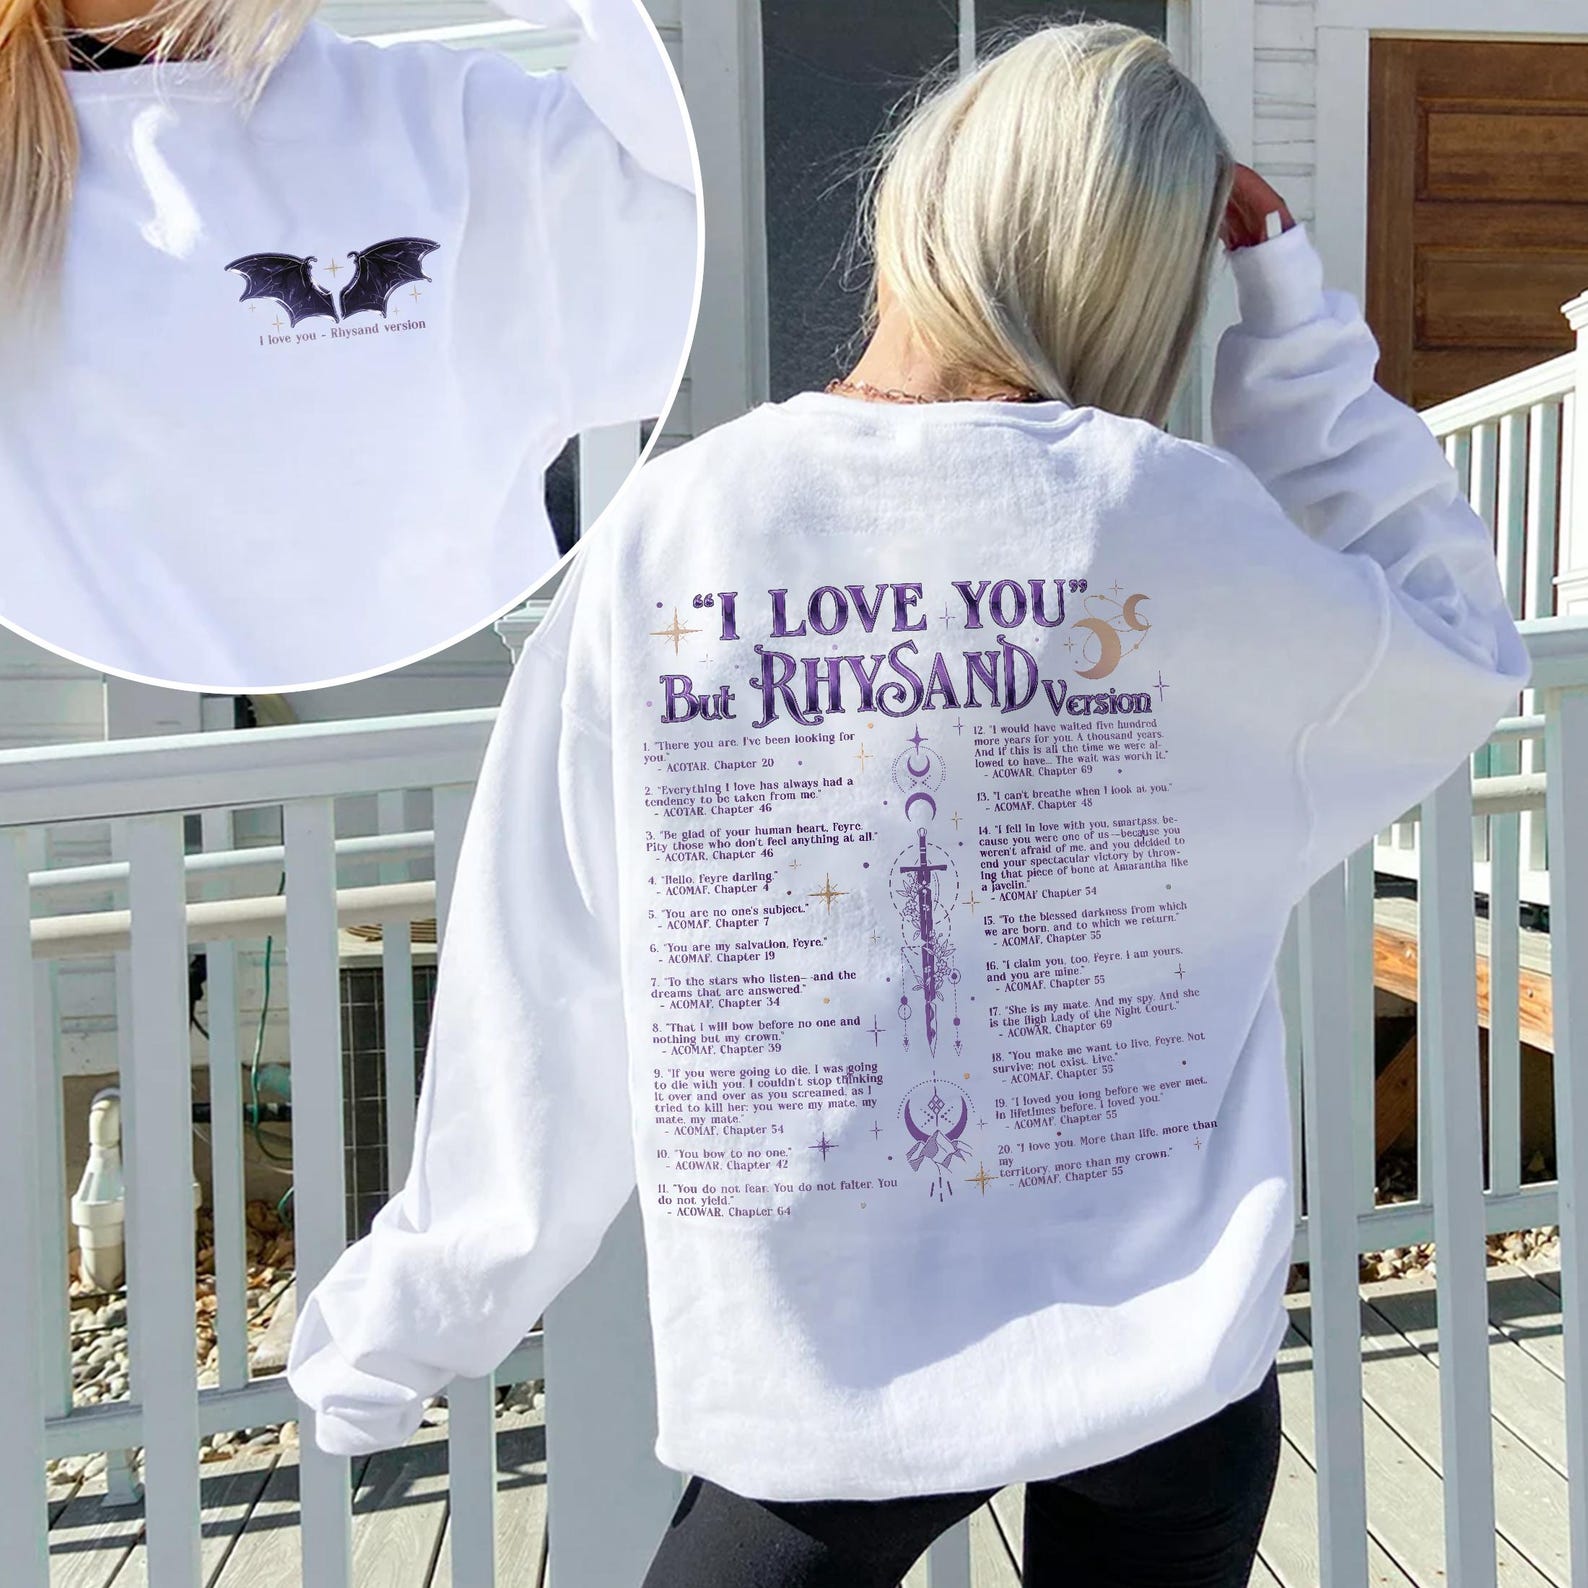 I love you - Rhysand version
"I LOVE YOU"
But RHYSAND Version
1. "There you are. I've been looking for
you."
- ACOTAR, Chapter 20
2. "Everything I love has always had a
tendency to be taken from me."
- ACOTAR, Chapter 46
3. "Be glad of your human heart, Feyre.
Pity those who don't feel anything at all."
- ACOTAR, Chapter 46
4. "Hello, Feyre darling."
- ACOMAF, Chapter 4
5. "You are no one's subject."
- ACOMAF, Chapter 7
6. "You are my salvation, Feyre."
- ACOMAF, Chapter 19
7. "To the stars who listen— -and the
dreams that are answered."
- ACOMAF, Chapter 34
8. "That I will bow before no one and
nothing but my crown."
- ACOMAF, Chapter 39
9. "If you were going to die, I was going
to die with you. I couldn't stop thinking
it over and over as you screamed, as I
tried to kill her: you were my mate, my
mate, my mate."
- ACOMAF, Chapter 54
10. "You bow to no one."
- ACOWAR, Chapter 42
11. "You do not fear. You do not falter. You
do not yield."
- ACOWAR, Chapter 64
12. "I would have waited five hundred
more years for you. A thousand years.
And if this is all the time we were al-
lowed to have... The wait was worth it."
- ACOWAR, Chapter 69
13. "I can't breathe when I look at you."
- ACOMAF, Chapter 48
14. "I fell in love with you, smartass, be-
cause you were one of us—because you
weren't afraid of me, and you decided to
end your spectacular victory by throw-
ing that piece of bone at Amarantha like
a javelin."
- ACOMAF Chapter 54
15. "To the blessed darkness from which
we are born, and to which we return."
- ACOMAF, Chapter 55
16. "I claim you, too, Feyre. I am yours,
and you are mine."
- ACOMAF, Chapter 55
17. "She is my mate. And my spy. And she
is the High Lady of the Night Court."
- ACOWAR, Chapter 69
18. "You make me want to live, Feyre. Not
survive; not exist. Live."
- ACOMAF, Chapter 55
19. "I loved you long before we ever met.
In lifetimes before, I loved you."
- ACOMAF, Chapter 55
20. "I love you. More than life, more than
my
territory, more than my crown."
- ACOMAF, Chapter 55